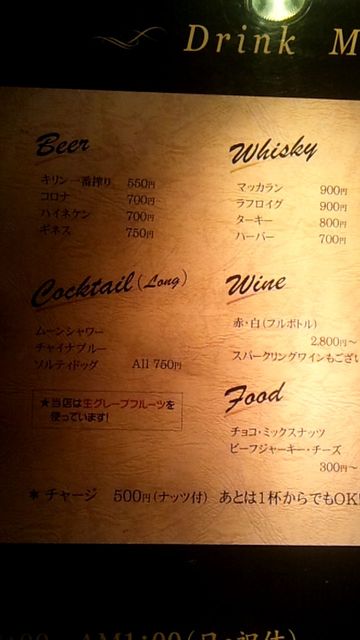 Drink M
Beer
キリン一番搾り 550円
コロナ 700円
ハイネケン 700円
ギネス 750円
Whisky
マッカラン 900円
ラフロイグ 900円
ターキー 800円
ハーパー 700円
Cocktail (Long)
ムーンシャワー
チャイナブルー
ソルティドッグ All 750円
★当店は生グレープフルーツを
使っています!
Wine
赤・白(フルボトル)
2,800円〜
スパークリングワインもござい
Food
チョコ・ミックスナッツ
ビーフジャーキー・チーズ
300円〜
* チャージ 500円(ナッツ付) あとは1杯からでもOK!
AM1:00(日・祝休)